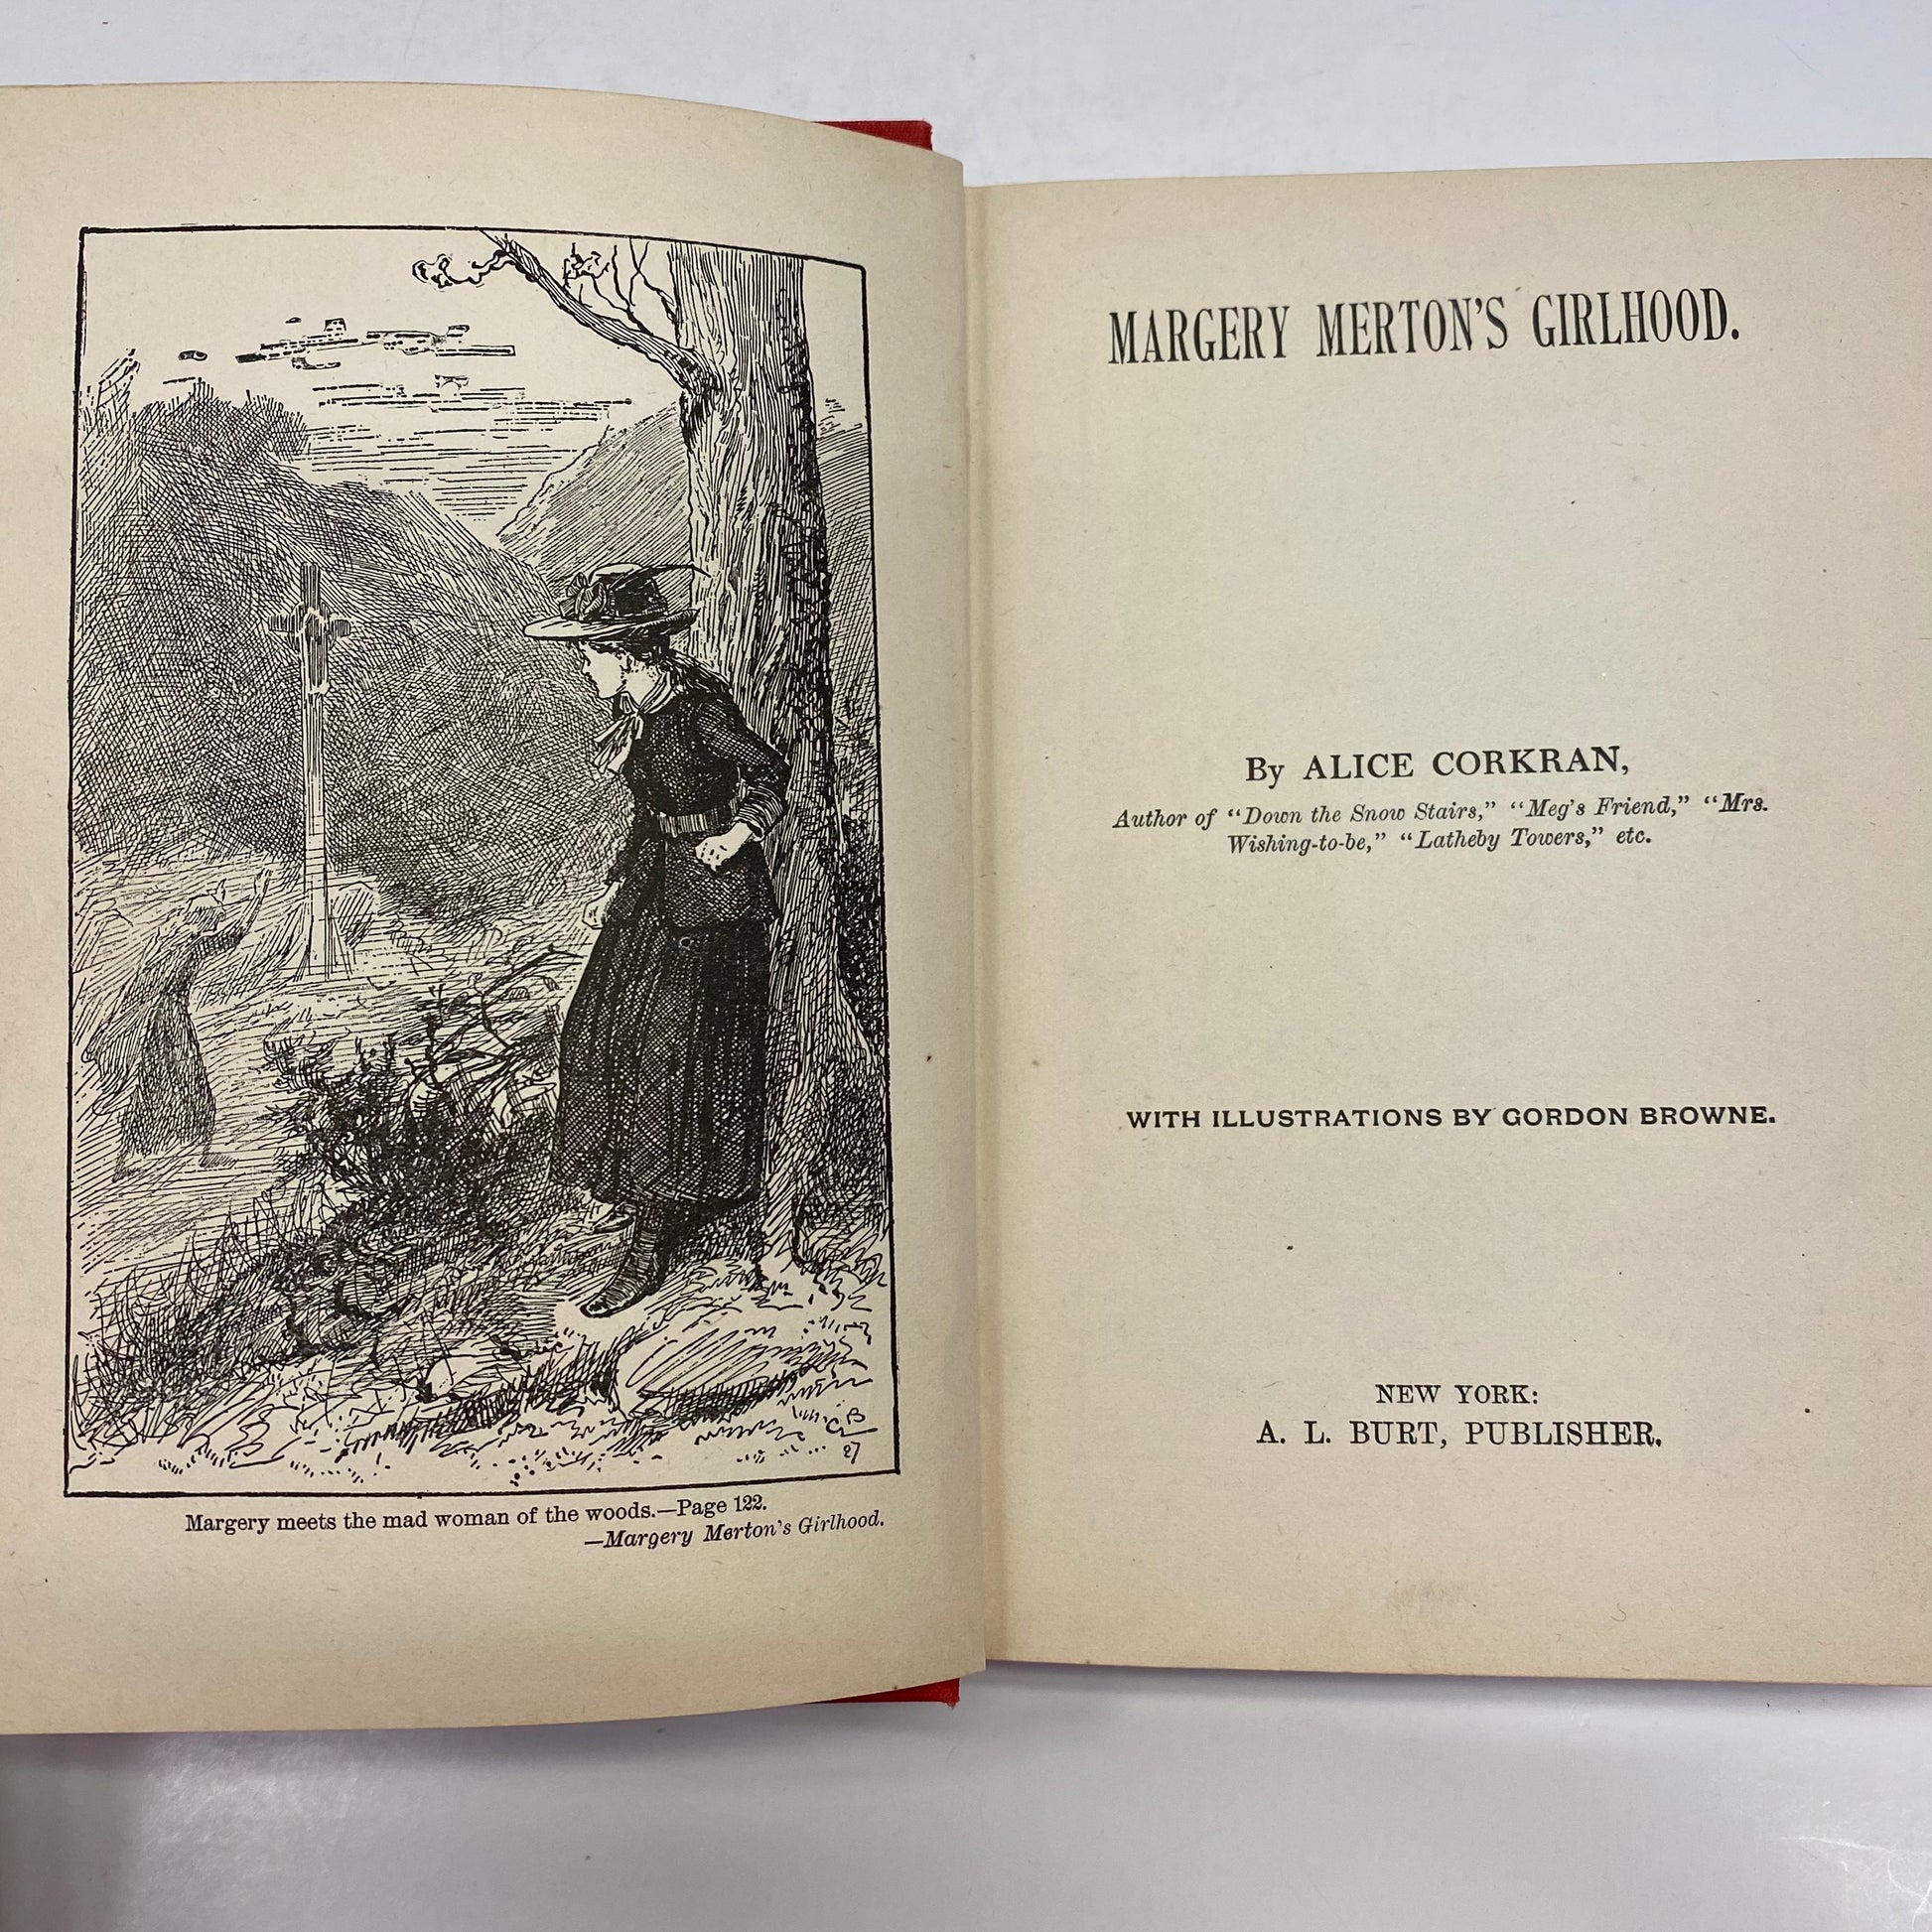 Margery meets the mad woman of the woods.—Page 122.
—Margery Merton's Girlhood.
MARGERY MERTON'S GIRLHOOD.
By ALICE CORKRAN,
Author of "Down the Snow Stairs," "Meg's Friend," "Mrs.
Wishing-to-be," "Latheby Towers," etc.
WITH ILLUSTRATIONS BY GORDON BROWNE.
NEW YORK:
A. L. BURT, PUBLISHER.